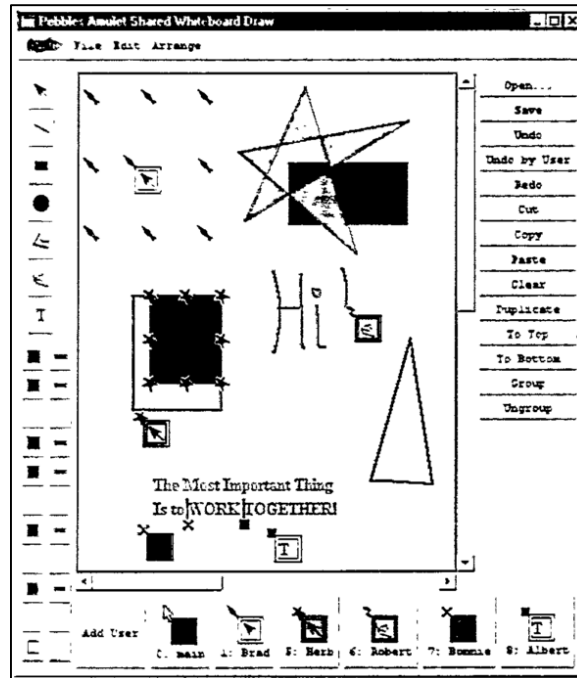 Pebbles Amulet Shared Whiteboard Draw
File Edit Arrange
Open...
Save
Undo
Undo by User
Redo
Cut
Copy
Paste
Clear
Duplicate
To Top
To Bottom
Group
Ungroup
T
Hi
The Most Important Thing
Is to WORK TOGETHER!
T
T
Add User
0: main
1: Brad
5: Herb
6: Robert
7: Bonnie
8: Albert